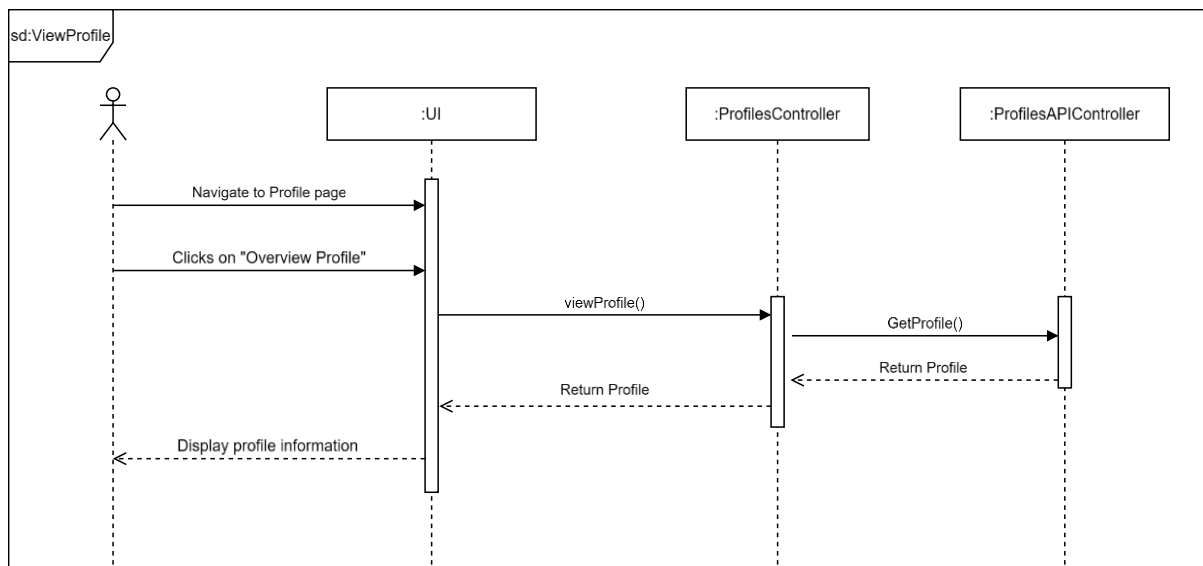 sd:ViewProfile
:UI
:ProfilesController
:ProfilesAPIController
Navigate to Profile page
Clicks on "Overview Profile"
viewProfile()
GetProfile()
Return Profile
Return Profile
Display profile information